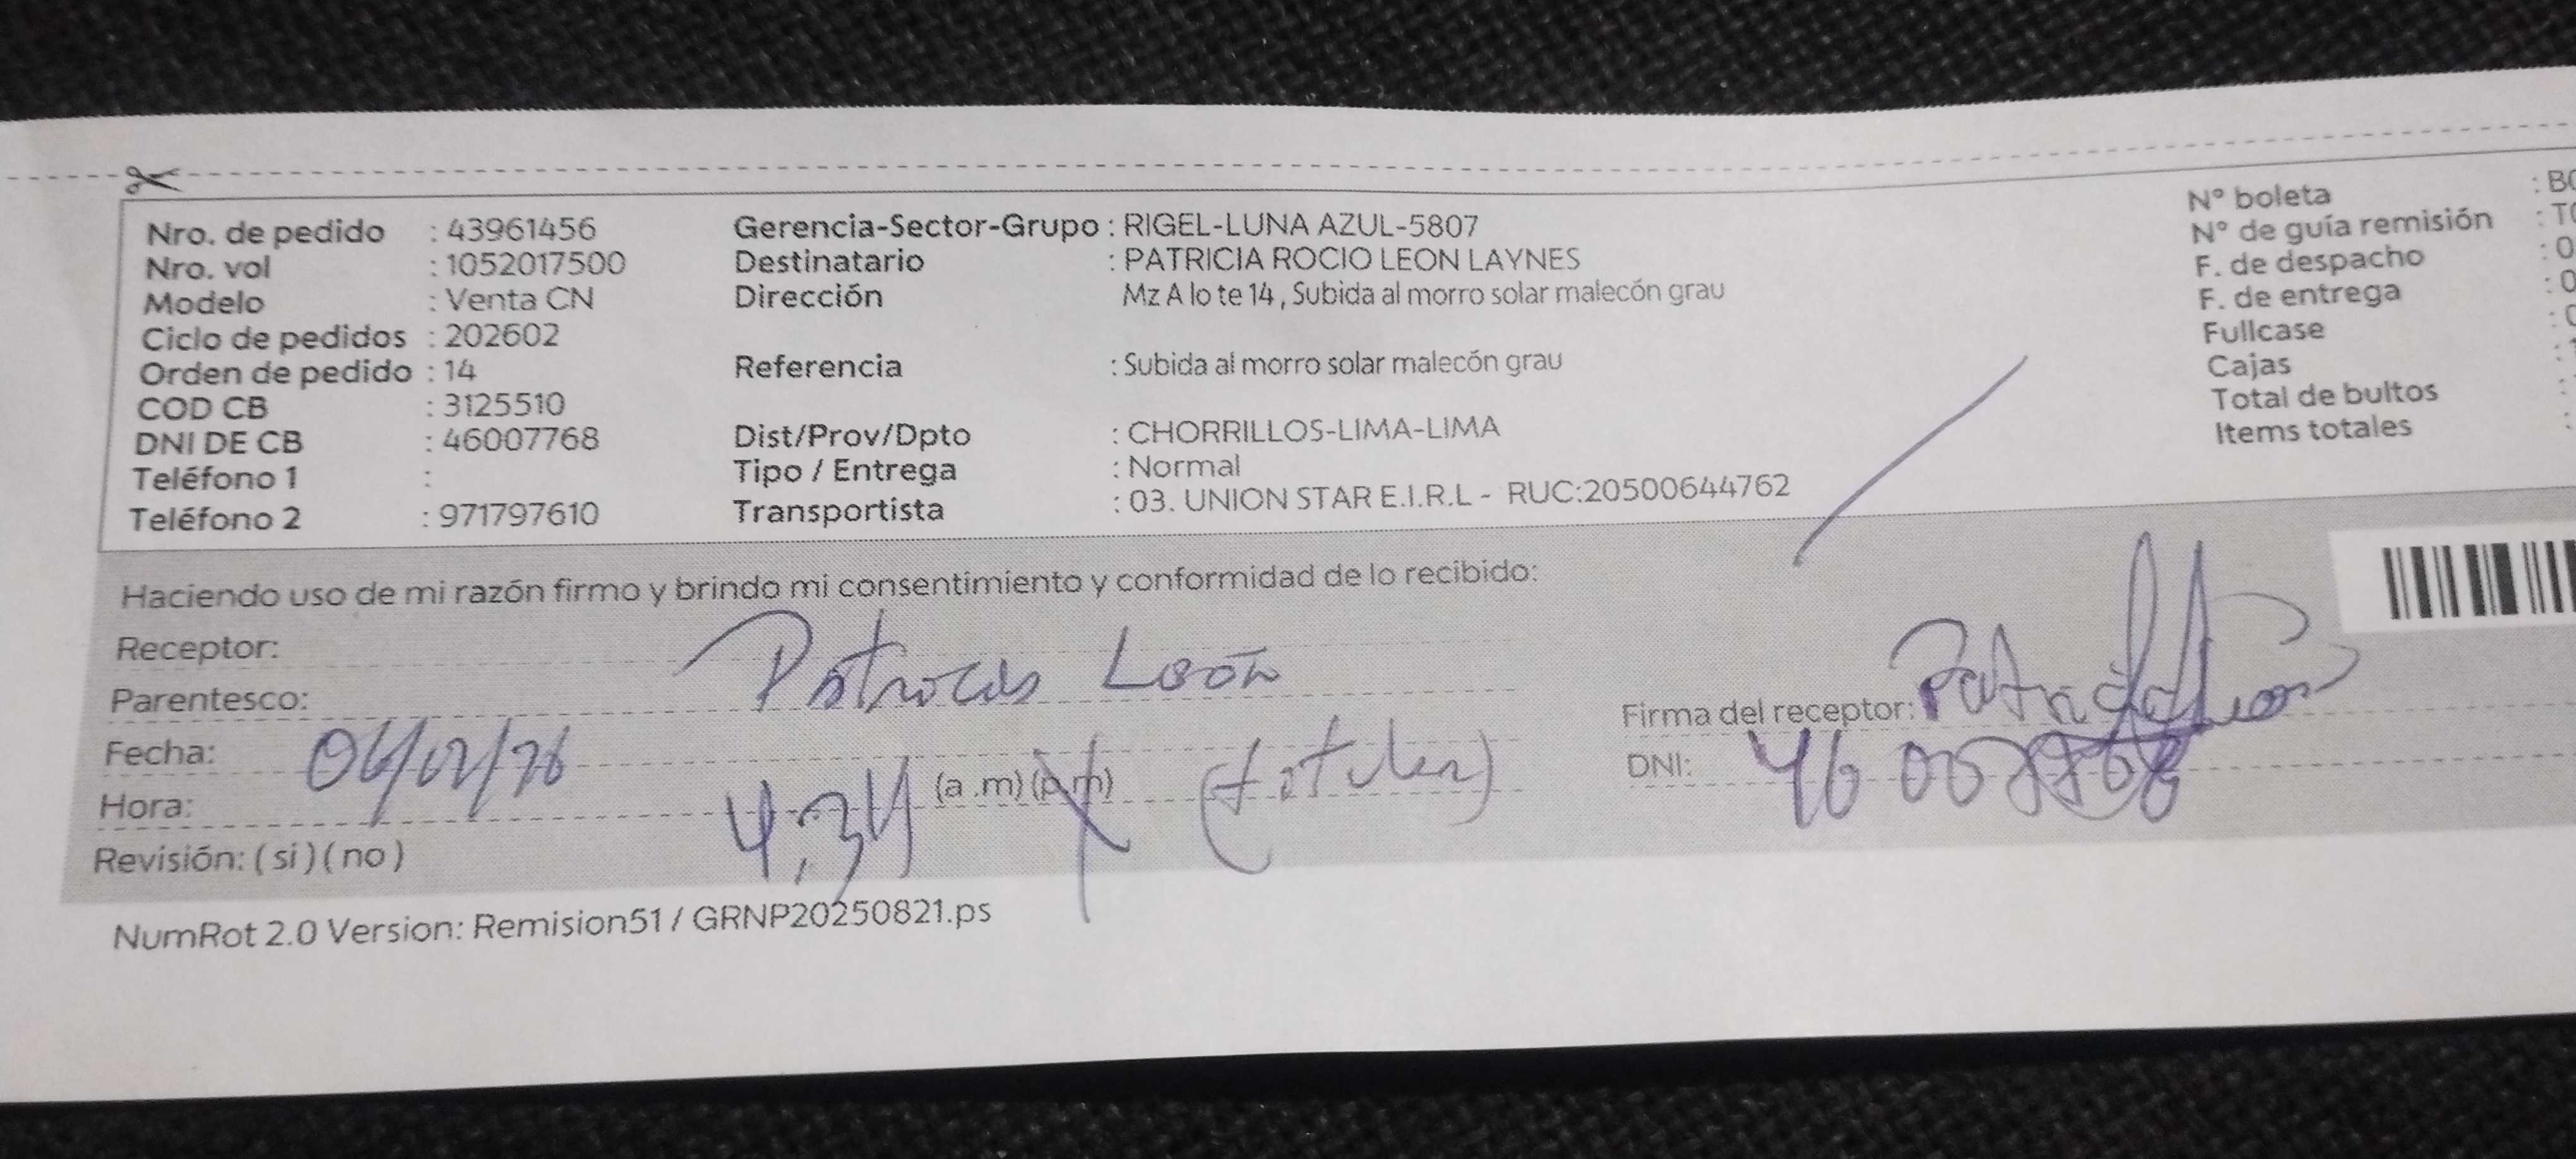 Nro. de pedido : 43961456
Nro. vol : 1052017500
Modelo : Venta CN
Ciclo de pedidos : 202602
Orden de pedido : 14
COD CB : 3125510
DNI DE CB : 46007768
Teléfono 1 :
Teléfono 2 : 971797610
Gerencia-Sector-Grupo : RIGEL-LUNA AZUL-5807
Destinatario : PATRICIA ROCIO LEON LAYNES
Dirección Mz A lo te 14 , Subida al morro solar malecón grau
Referencia : Subida al morro solar malecón grau
Dist/Prov/Dpto : CHORRILLOS-LIMA-LIMA
Tipo / Entrega : Normal
Transportista : 03. UNION STAR E.I.R.L - RUC:20500644762
N° boleta : B0
N° de guía remisión : T0
F. de despacho : 0
F. de entrega : 0
Fullcase
Cajas
Total de bultos :
Items totales :
Haciendo uso de mi razón firmo y brindo mi consentimiento y conformidad de lo recibido:
Receptor:
Parentesco: León
Fecha:
Hora: 4:34 (a .m) (p.m)
Revisión: ( si ) ( no )
Firma del receptor:
DNI:
NumRot 2.0 Version: Remision51 / GRNP20250821.ps